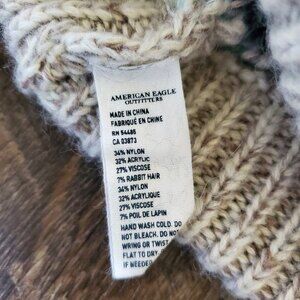 AMERICAN EAGLE
OUTFITTERS
MADE IN CHINA
FABRIQUÉ EN CHINE
RN 54485
CA 03873
34% NYLON
32% ACRYLIC
27% VISCOSE
7% RABBIT HAIR
34% NYLON
32% ACRYLIQUE
27% VISCOSE
7% POIL DE LAPIN
HAND WASH COLD. DO
NOT BLEACH. DO NOT
WRING OR TWIST
FLAT TO DRY
IF NEEDED